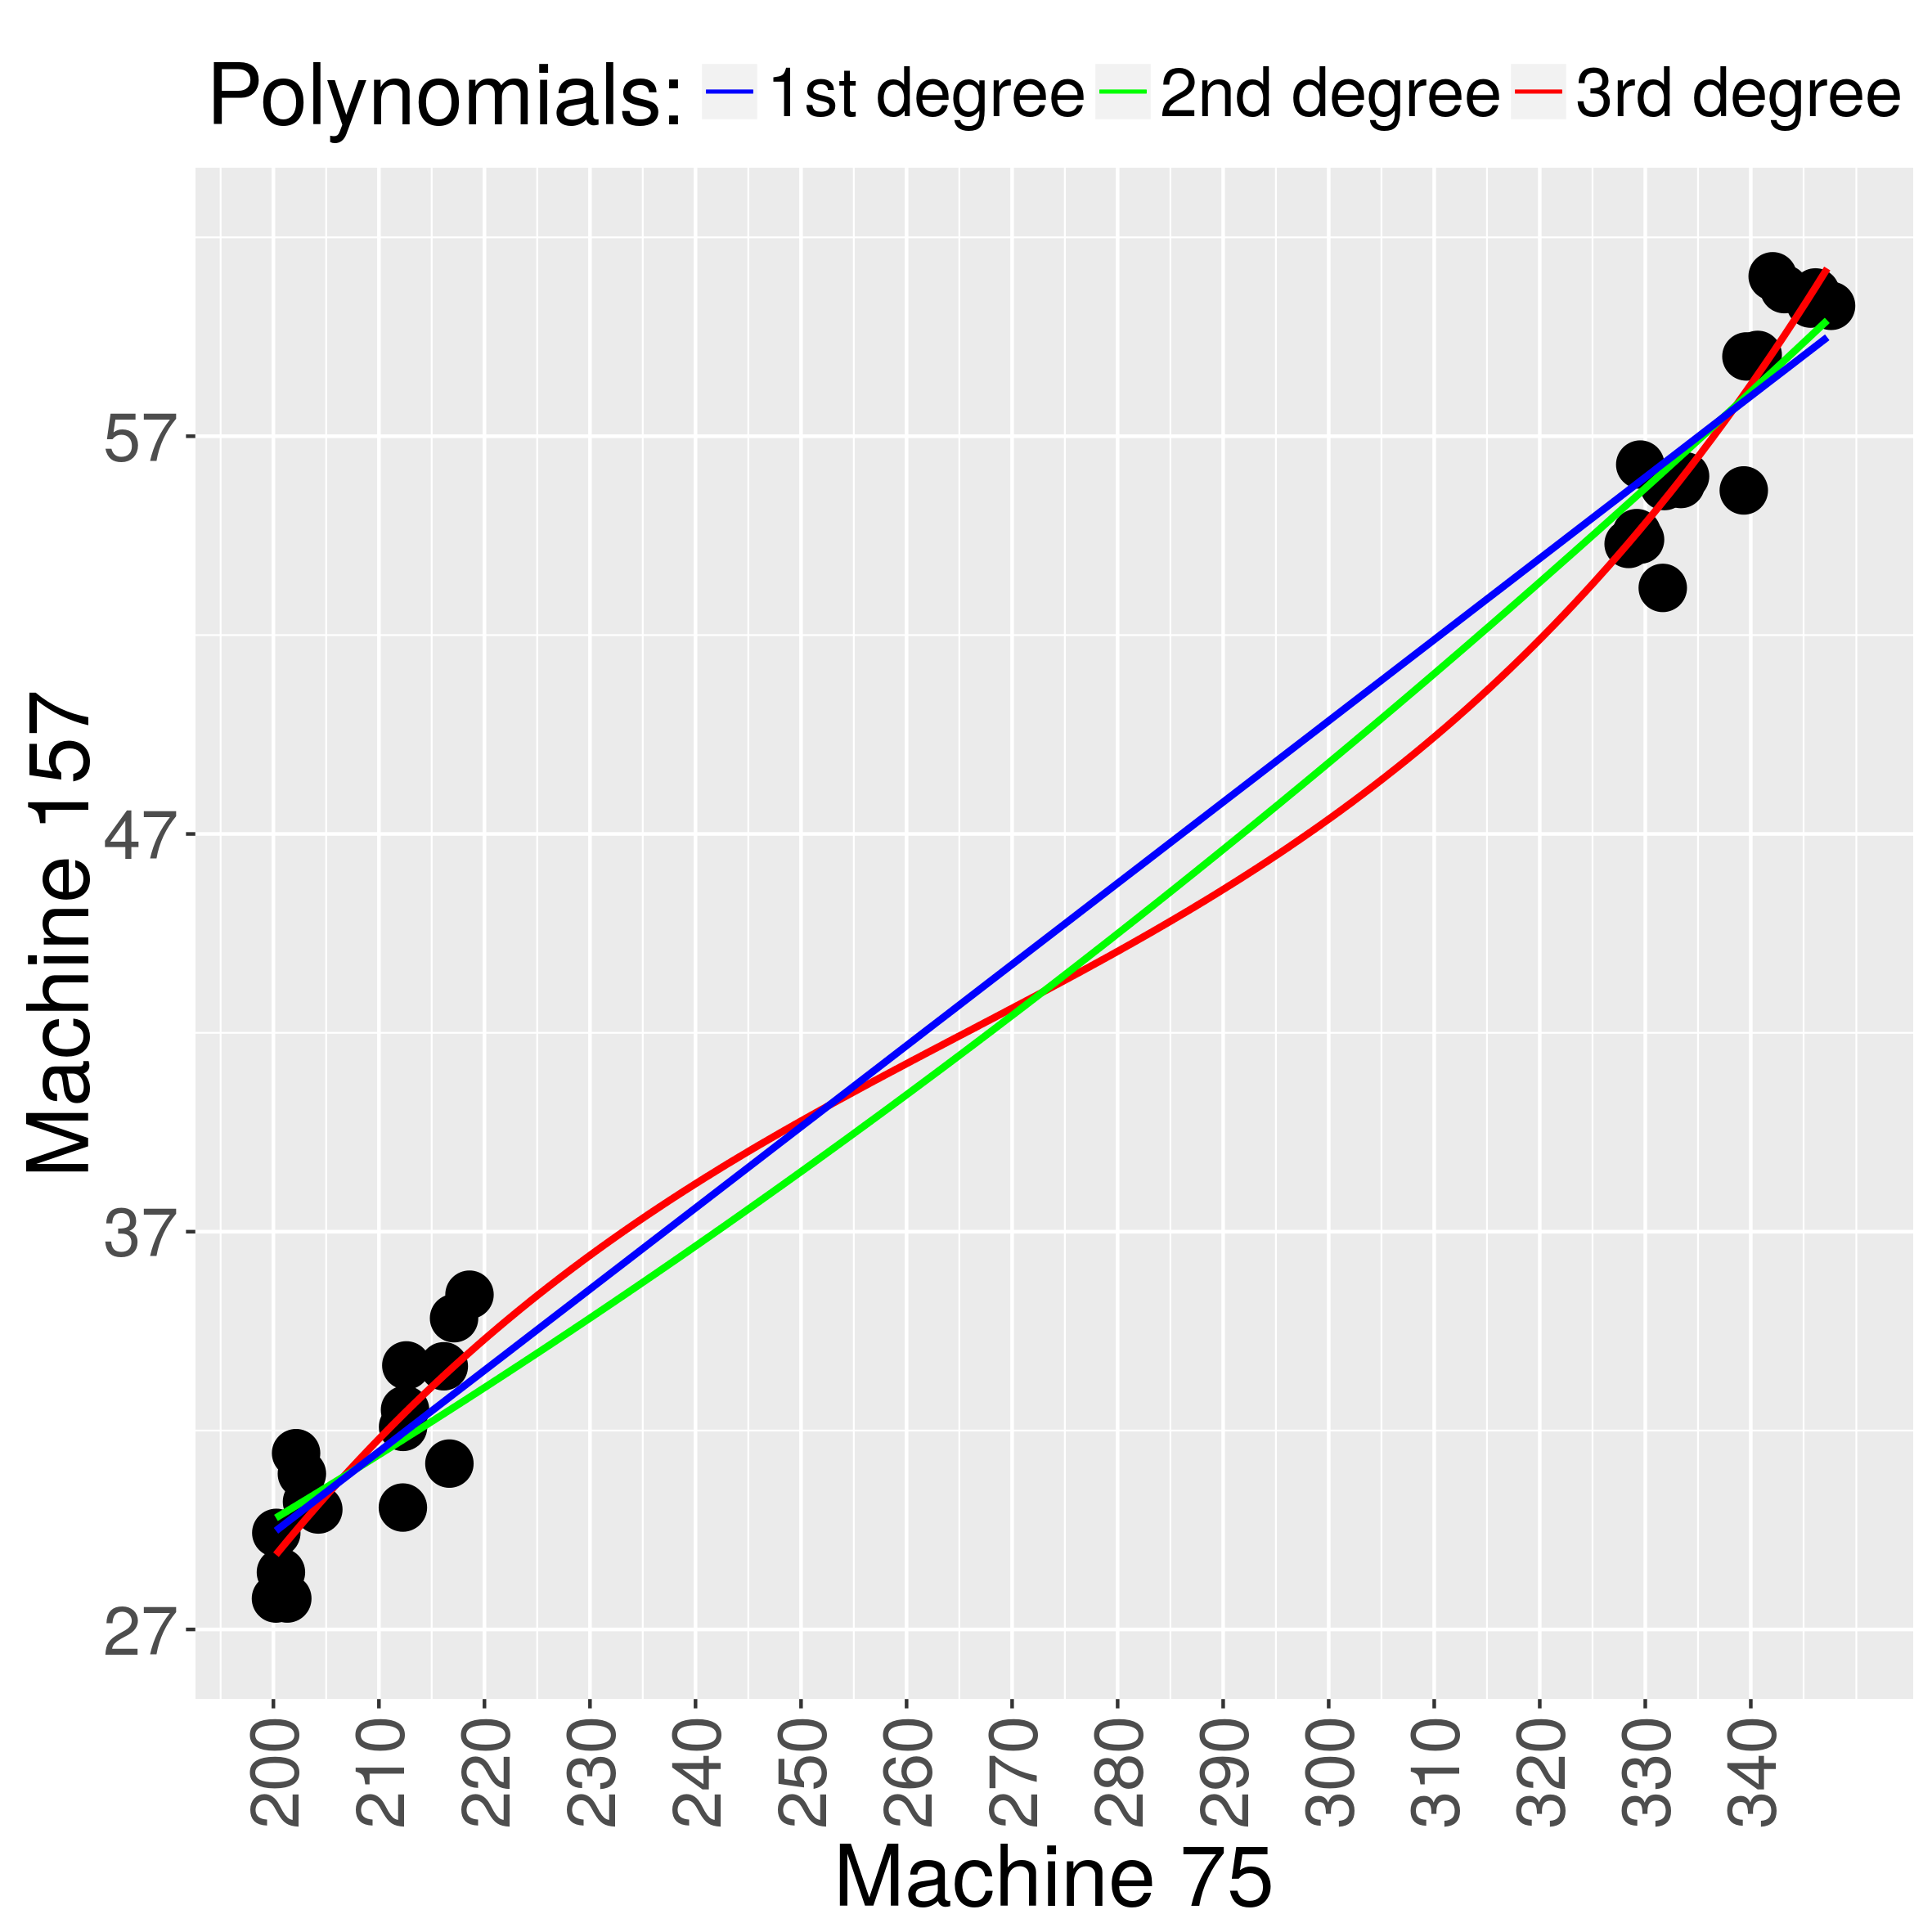 Polynomials: 1st degree 2nd degree 3rd degree
Machine 157
57
47
37
27
200 210 220 230 240 250 260 270 280 290 300 310 320 330 340
Machine 75